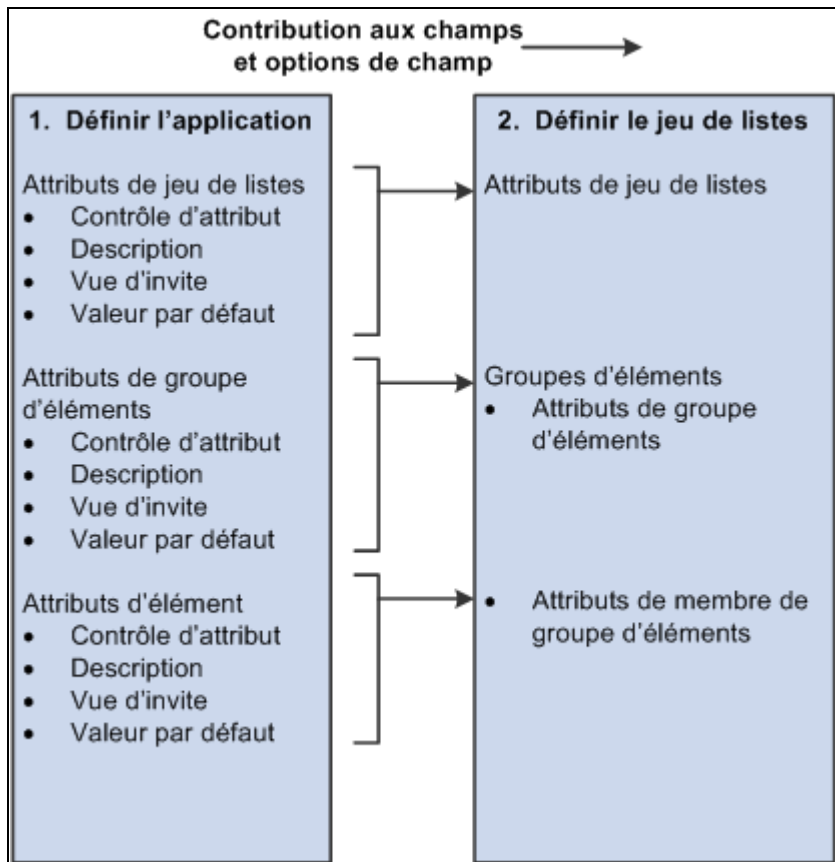 Contribution aux champs
et options de champ
1. Définir l'application
Attributs de jeu de listes
• Contrôle d'attribut
• Description
• Vue d'invite
• Valeur par défaut
Attributs de groupe
d'éléments
• Contrôle d'attribut
• Description
• Vue d'invite
• Valeur par défaut
Attributs d'élément
• Contrôle d'attribut
• Description
• Vue d'invite
• Valeur par défaut
2. Définir le jeu de listes
Attributs de jeu de listes
Groupes d'éléments
• Attributs de groupe
d'éléments
• Attributs de membre de
groupe d'éléments